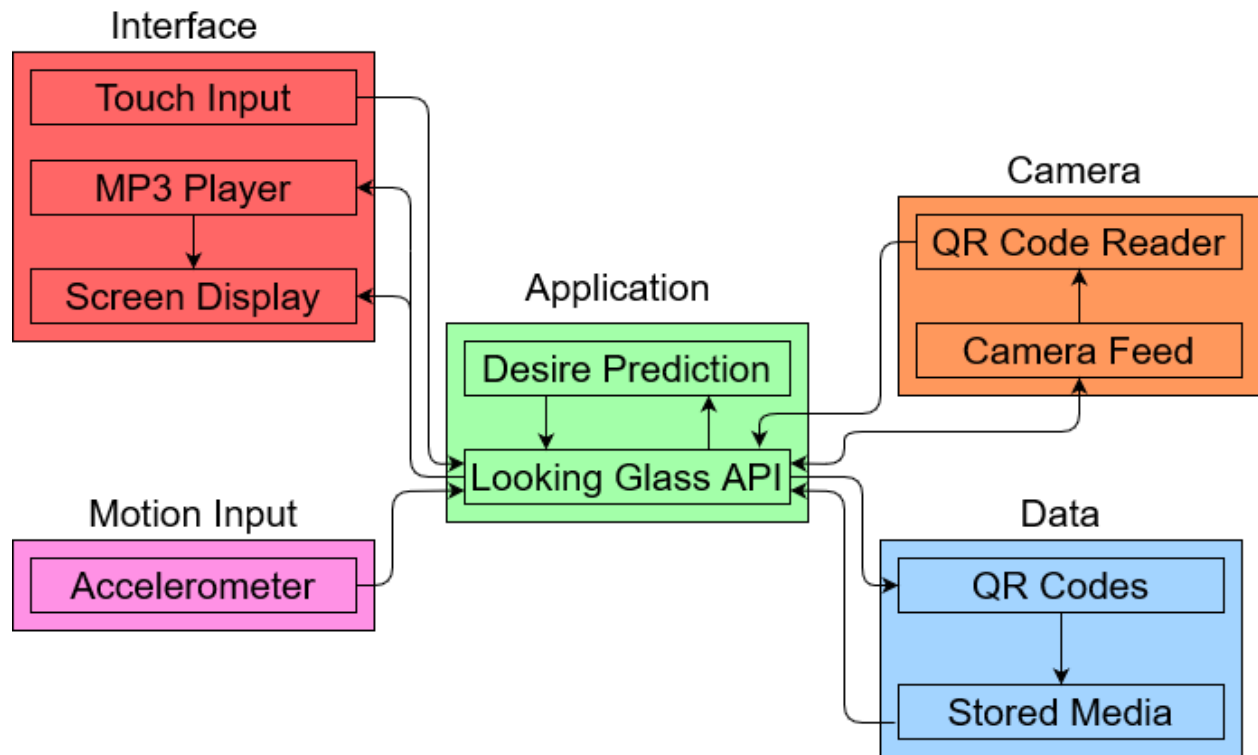 Interface
Touch Input
MP3 Player
Screen Display
Motion Input
Accelerometer
Application
Desire Prediction
Looking Glass API
Camera
QR Code Reader
Camera Feed
Data
QR Codes
Stored Media